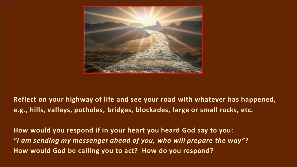 Reflect on your highway of life and see your road with whatever has happened,
e.g., hills, valleys, potholes, bridges, blockades, large or small rocks, etc.
How would you respond if in your heart you heard God say to you:
"I am sending my messenger ahead of you, who will prepare the way"?
How would God be calling you to act? How do you respond?